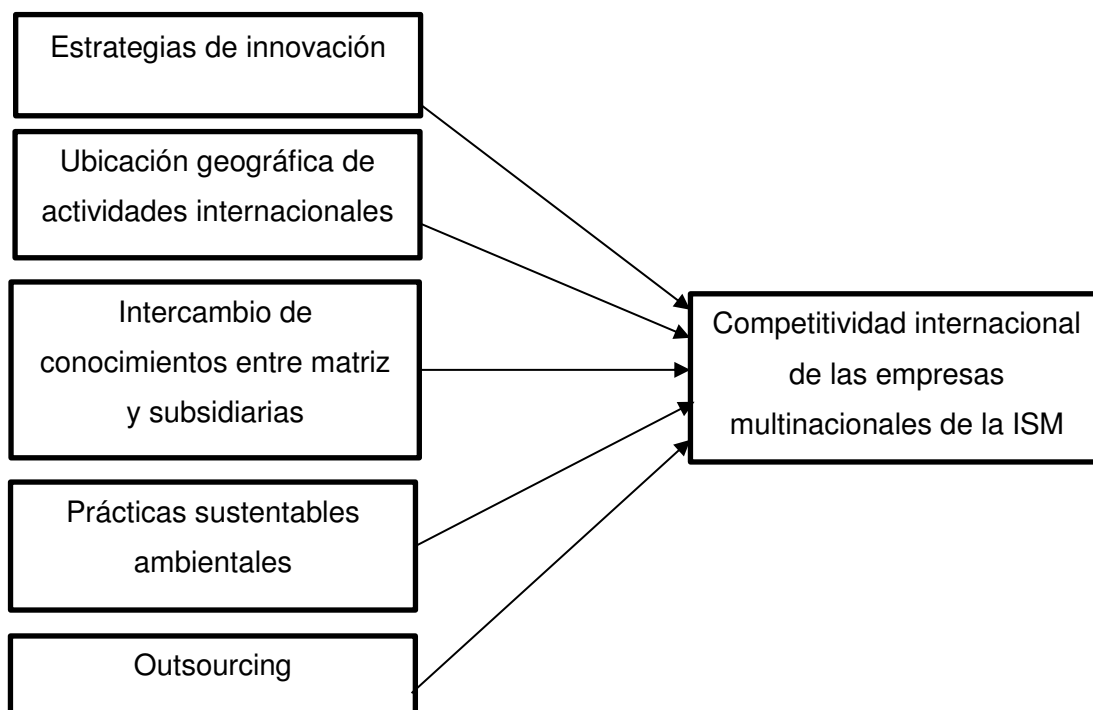 Estrategias de innovación
Ubicación geográfica de
actividades internacionales
Intercambio de
conocimientos entre matriz
y subsidiarias
Prácticas sustentables
ambientales
Outsourcing
Competitividad internacional
de las empresas
multinacionales de la ISM